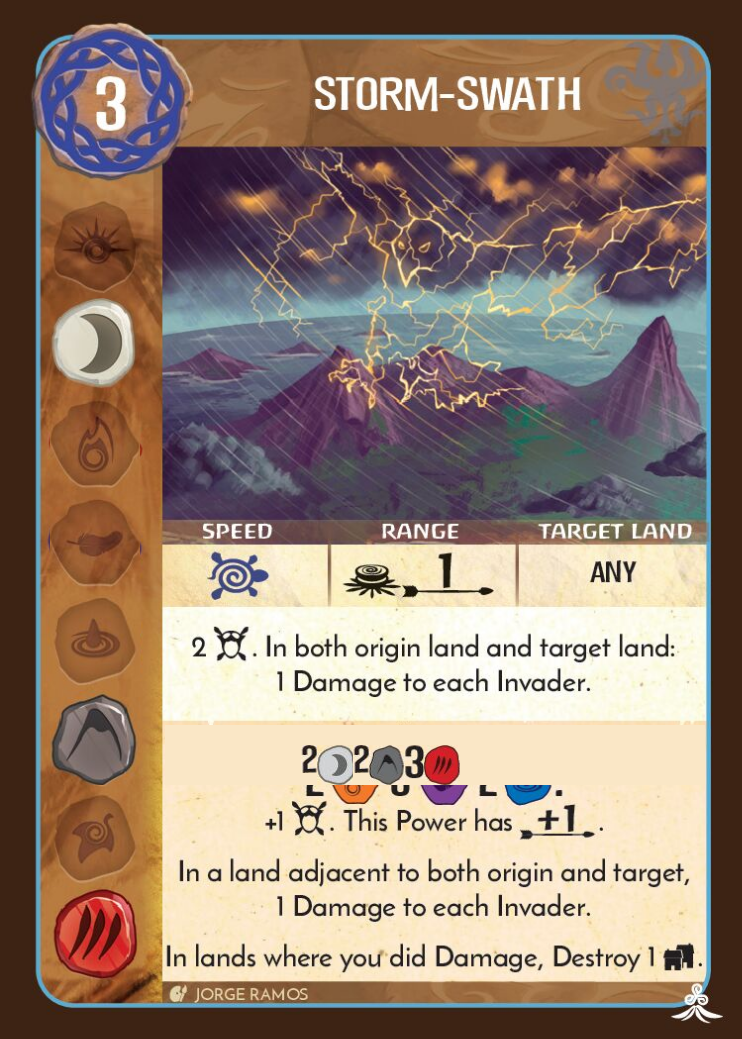 3
STORM-SWATH
SPEED RANGE TARGET LAND
1 ANY
2 . In both origin land and target land:
1 Damage to each Invader.
2 2 3
+1 . This Power has +1 .
In a land adjacent to both origin and target,
1 Damage to each Invader.
In lands where you did Damage, Destroy 1 .
JORGE RAMOS